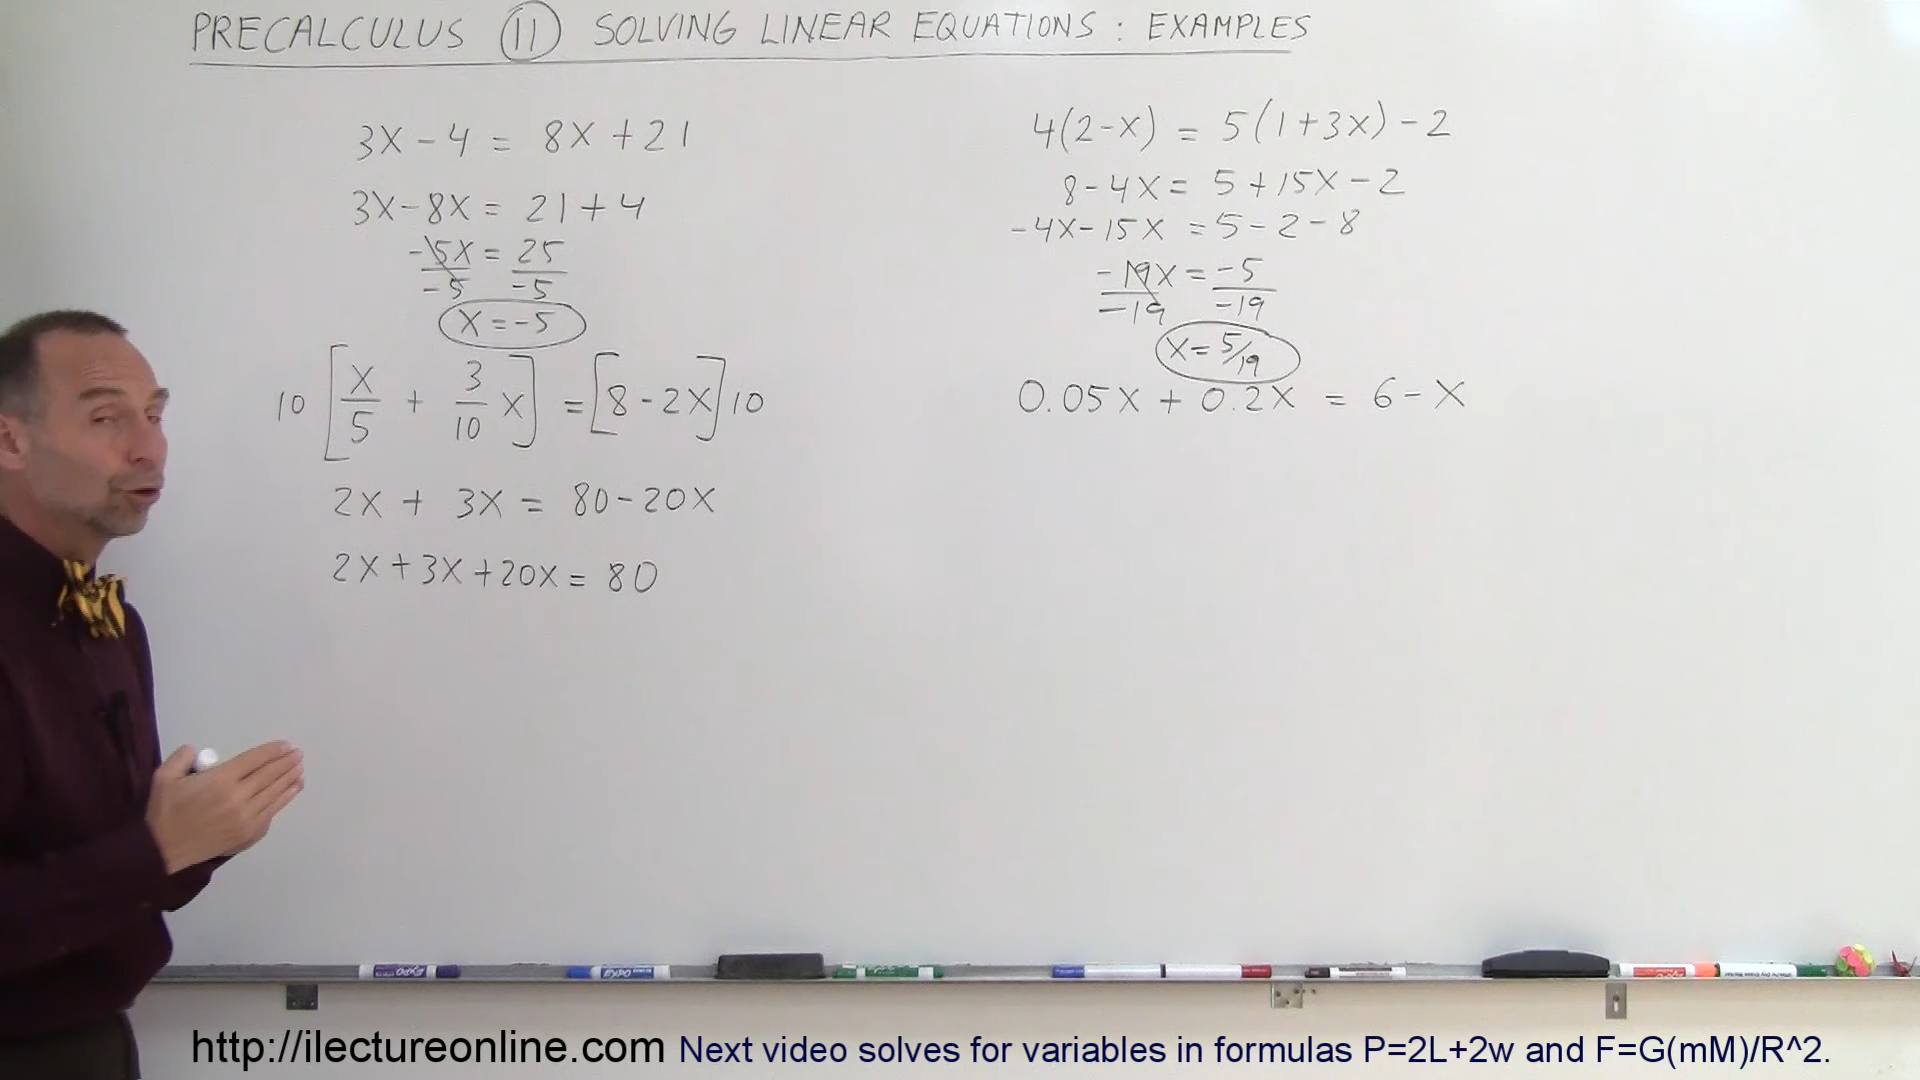 PRECALCULUS 11 SOLVING LINEAR EQUATIONS : EXAMPLES
3X - 4 = 8X + 21
3X - 8X = 21 + 4
-5X = 25
-5 -5
X = -5
10 [X/5 + 3/10 X] = [8 - 2X] 10
2X + 3X = 80 - 20X
2X + 3X + 20X = 80
4(2-X) = 5(1+3X) - 2
8 - 4X = 5 + 15X - 2
-4X - 15X = 5 - 2 - 8
-19X = -5
-19 -19
X = 5/19
0.05X + 0.2X = 6 - X
EXPO
EXPO
http://ilectureonline.com Next video solves for variables in formulas P=2L+2w and F=G(mM)/R^2.